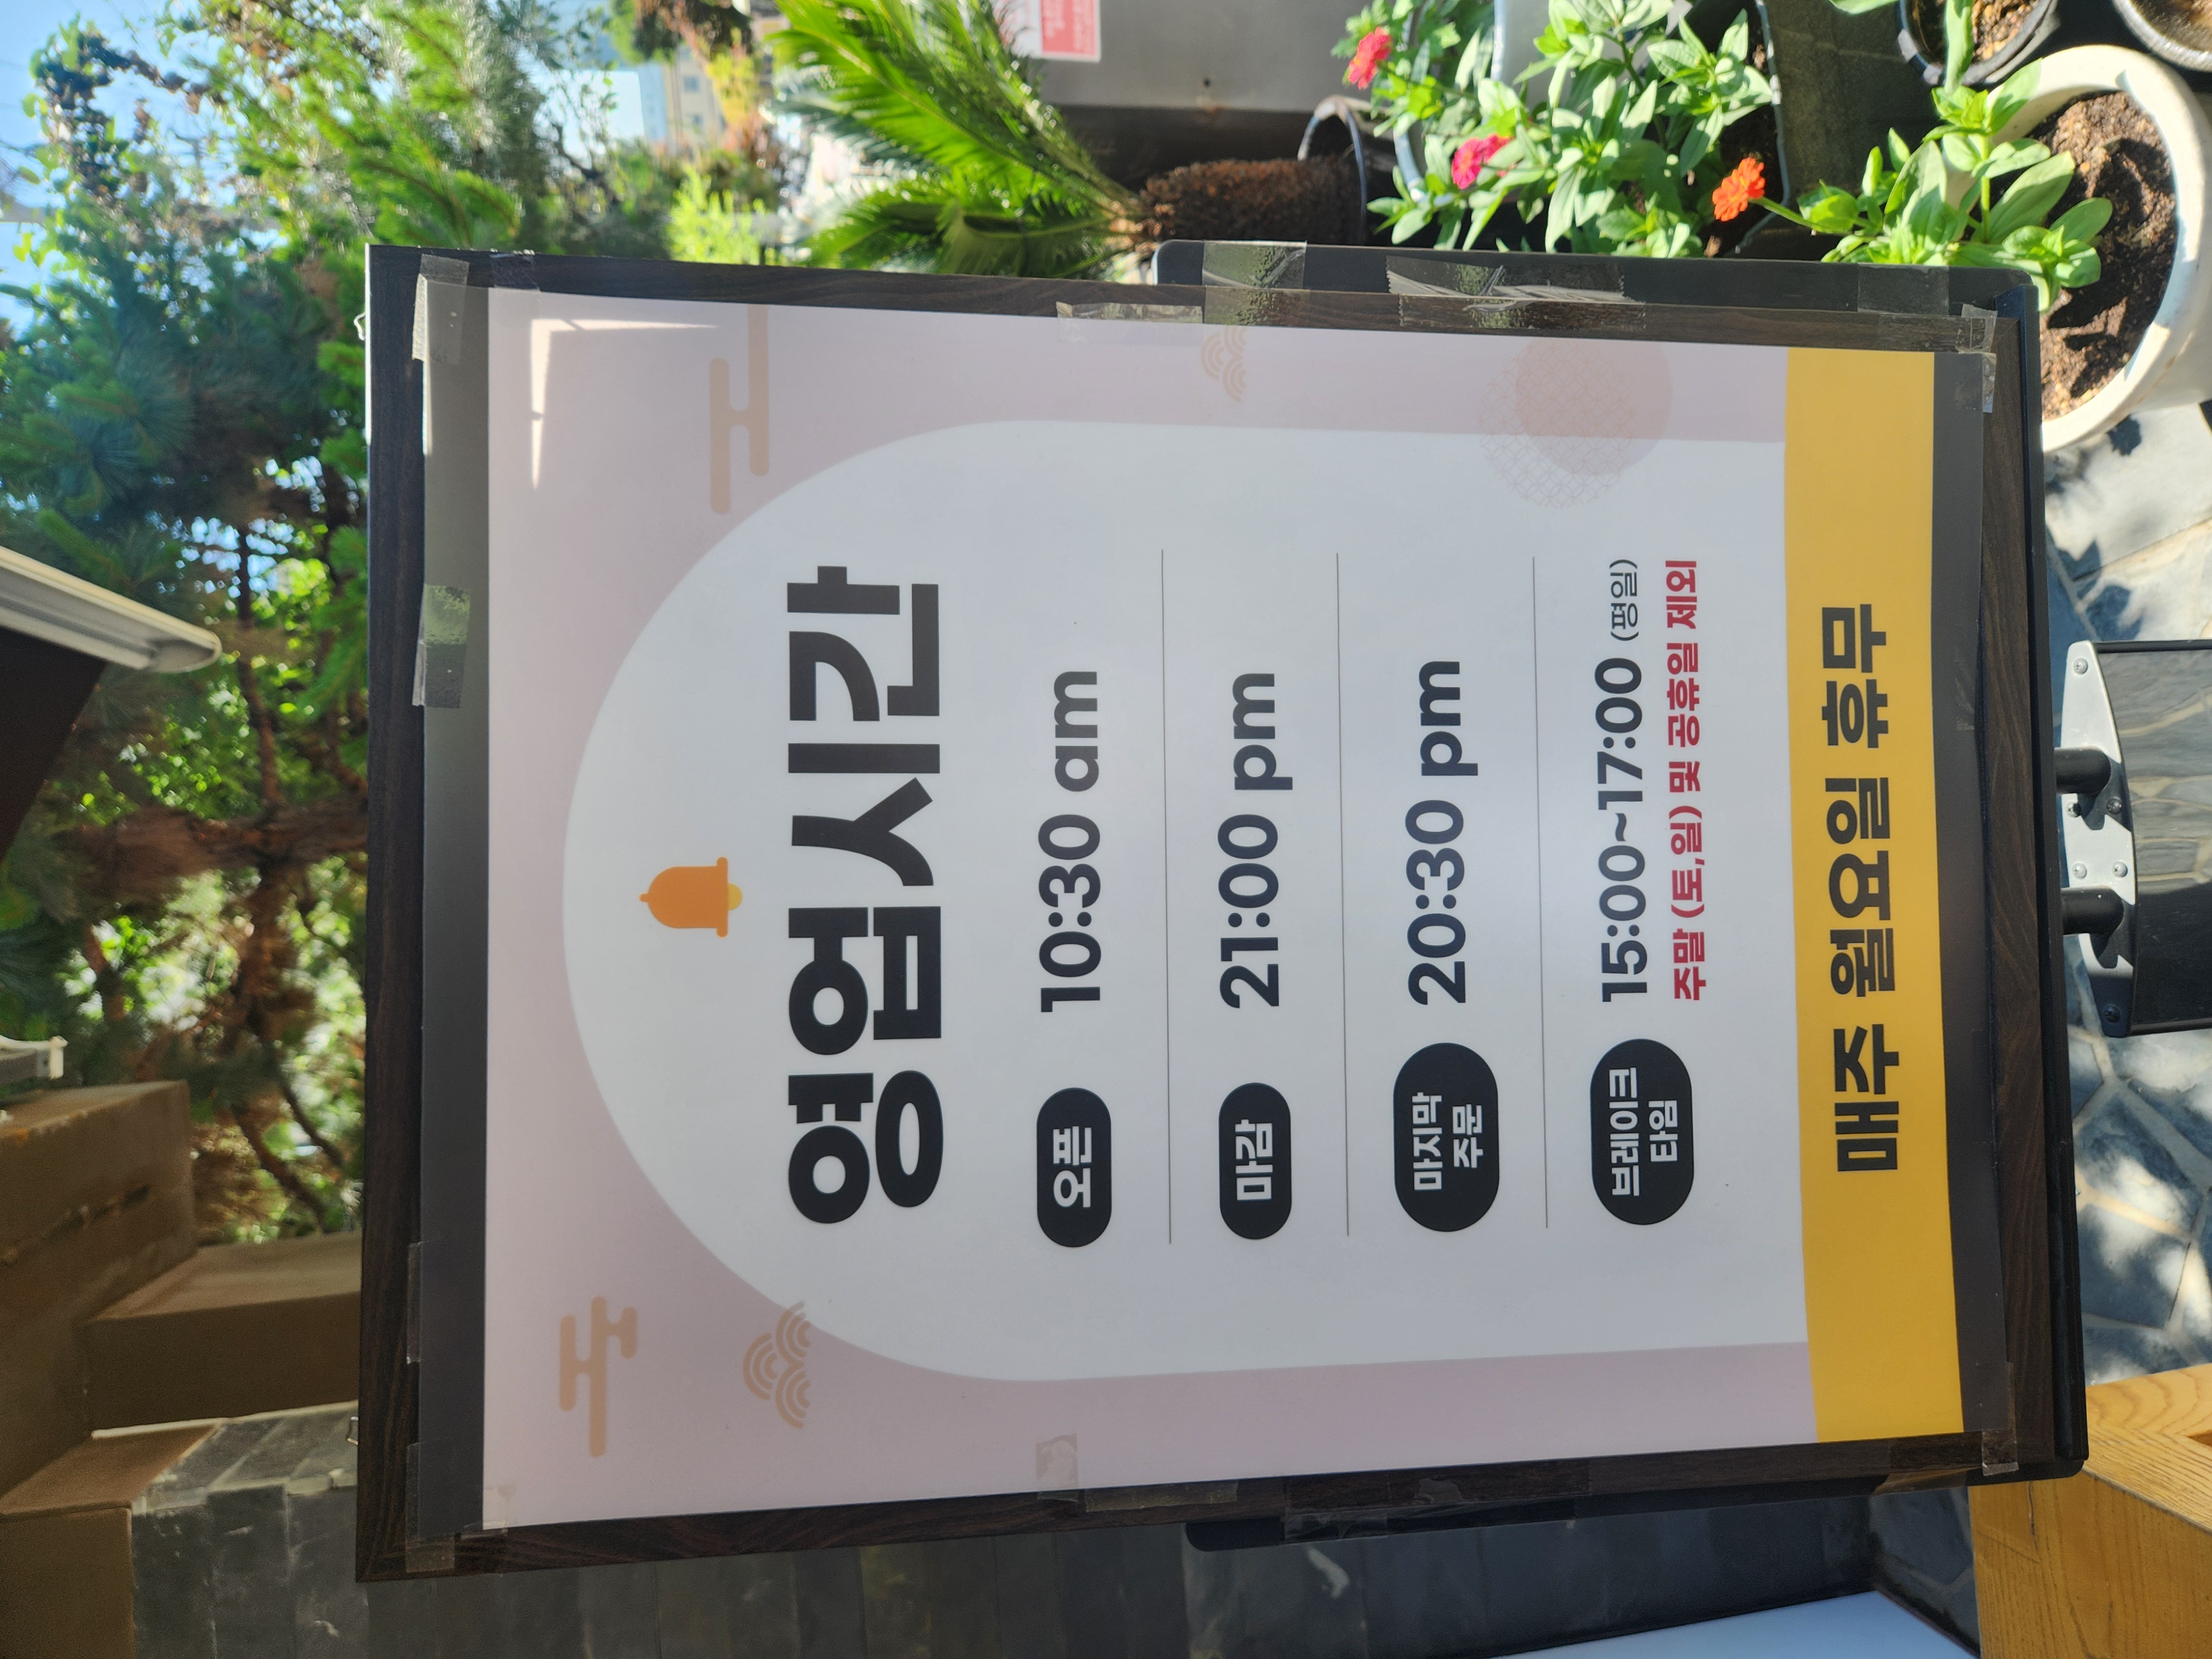 영업시간
오픈 10:30 am
마감 21:00 pm
마지막
주문 20:30 pm
브레이크
타임 15:00~17:00 (평일)
주말 (토,일) 및 공휴일 제외
매주 월요일 휴무